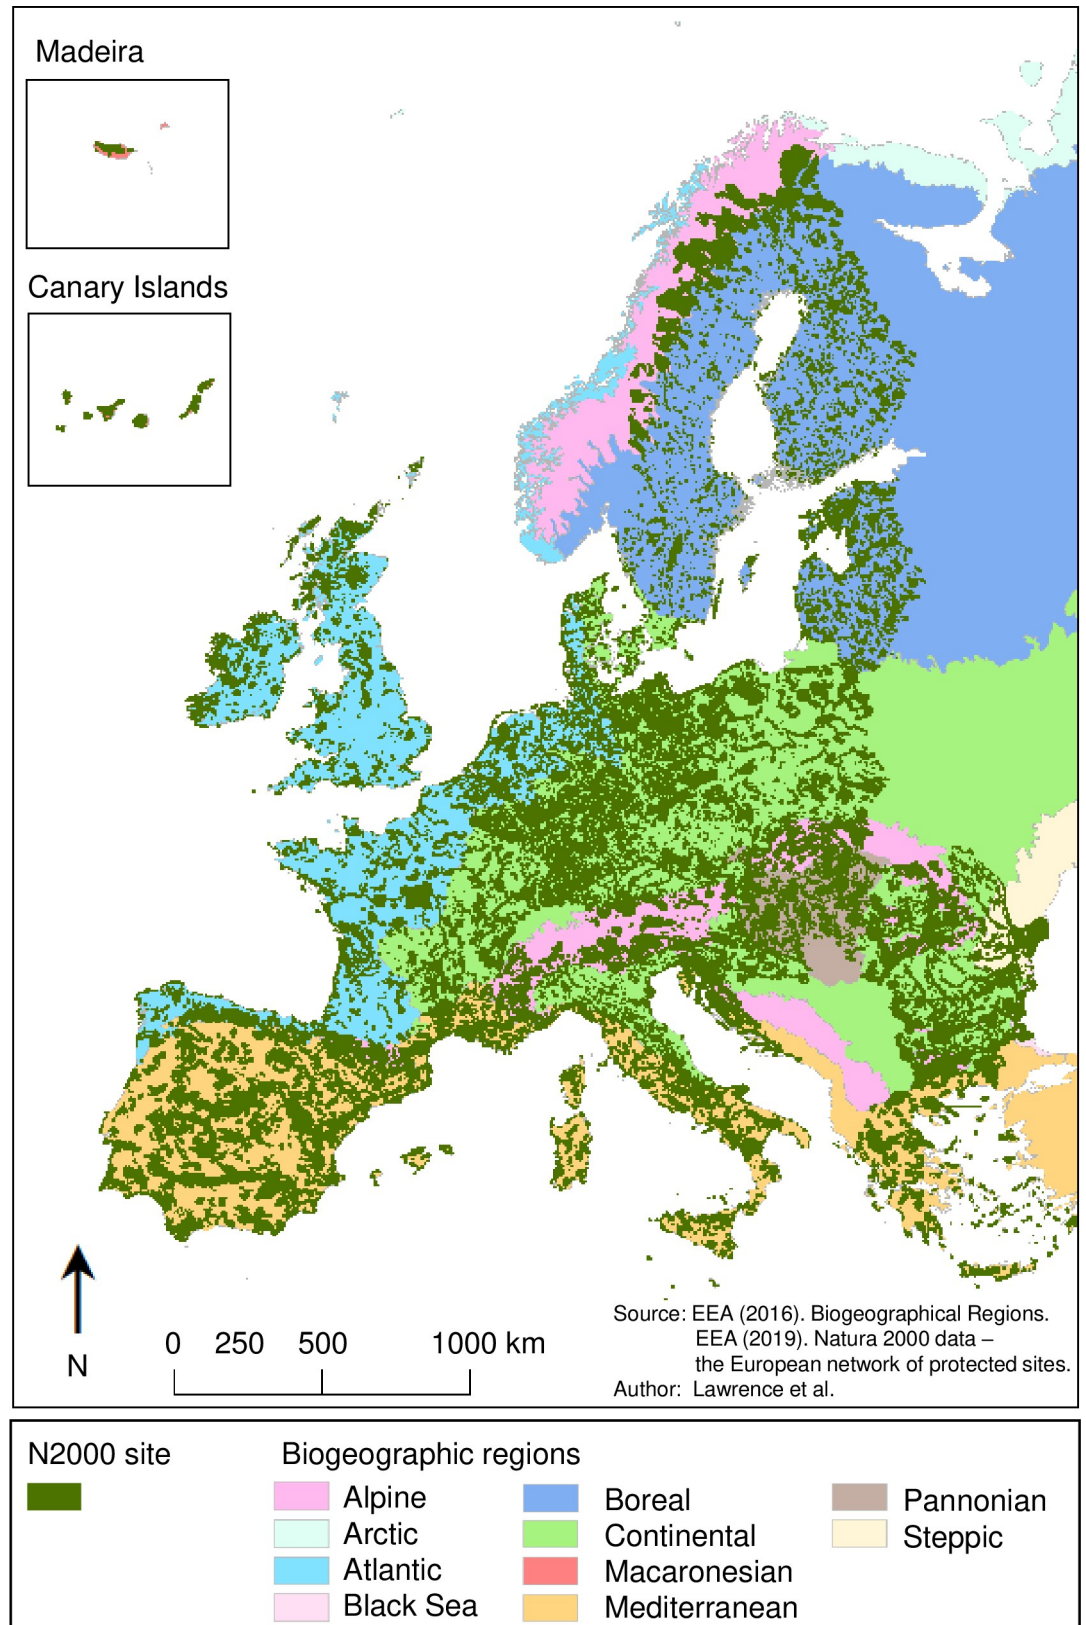 Madeira
Canary Islands
N
0 250 500 1000 km
Source: EEA (2016). Biogeographical Regions.
EEA (2019). Natura 2000 data –
the European network of protected sites.
Author: Lawrence et al.
N2000 site
Biogeographic regions
Alpine
Arctic
Atlantic
Black Sea
Boreal
Continental
Macaronesian
Mediterranean
Pannonian
Steppic